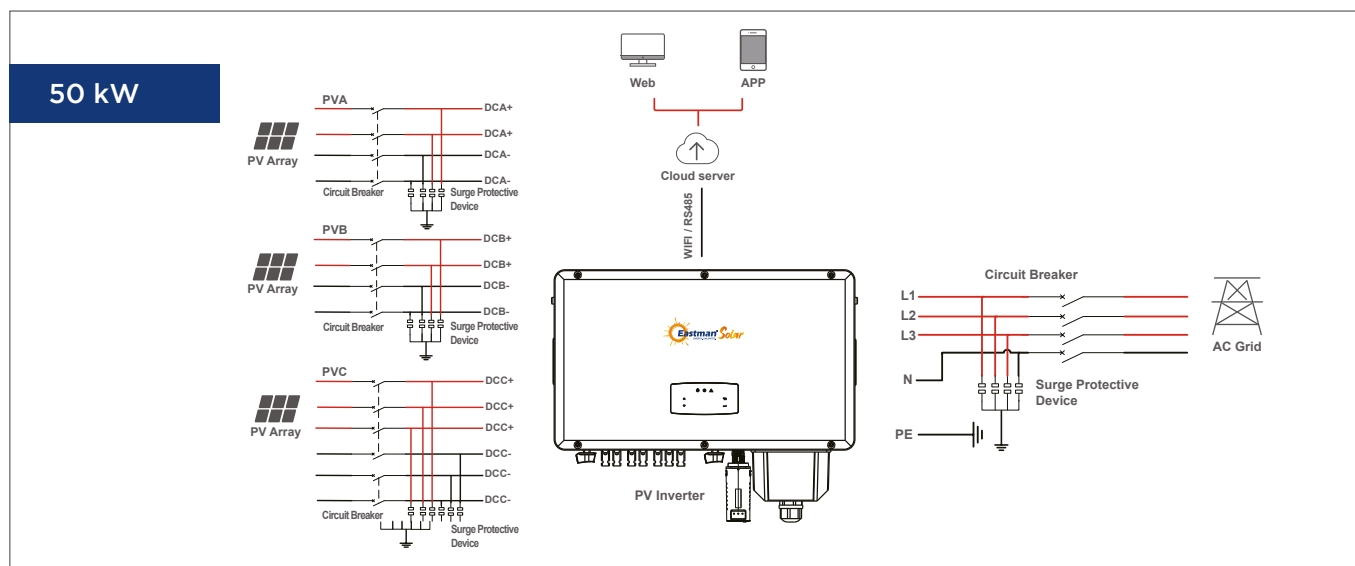 50 kW
Web
APP
Cloud server
WIFI / RS485
PVA
DCA+
DCA+
DCA-
DCA-
PV Array
Circuit Breaker
Surge Protective
Device
PVB
DCB+
DCB+
DCB-
DCB-
PV Array
Circuit Breaker
Surge Protective
Device
PVC
DCC+
DCC+
DCC+
DCC-
DCC-
DCC-
PV Array
Circuit Breaker
Surge Protective
Device
Eastman Solar
PV Inverter
Circuit Breaker
L1
L2
L3
N
PE
Surge Protective
Device
AC Grid